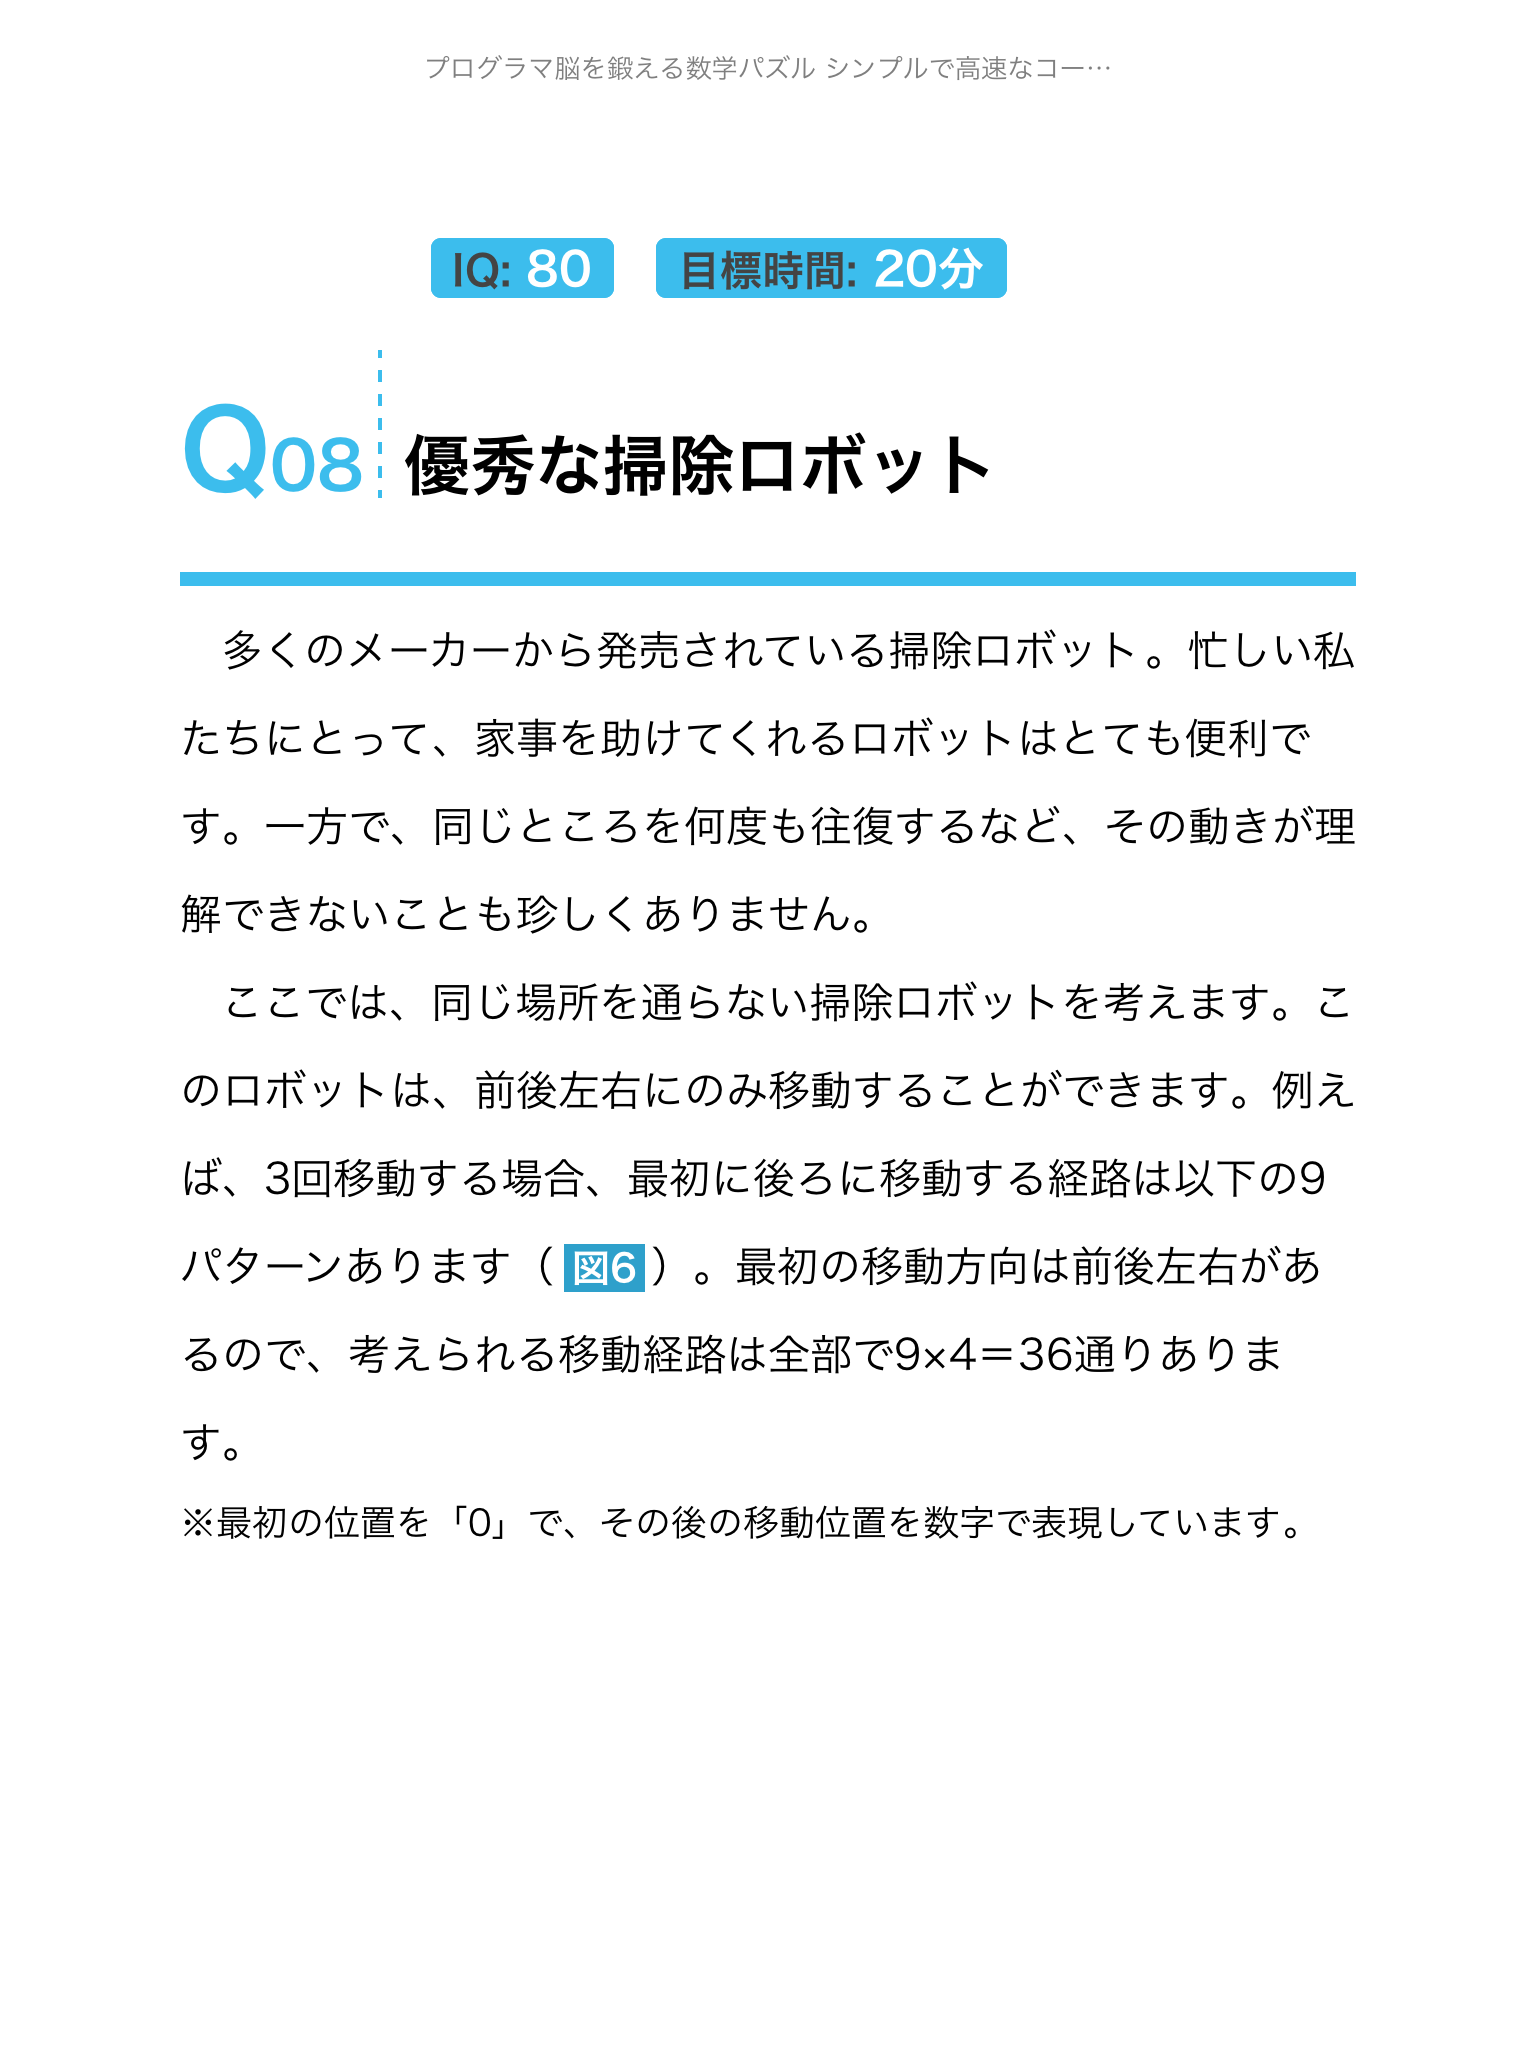 プログラマ脳を鍛える数学パズル シンプルで高速なコー…
IQ: 80 目標時間: 20分
Q08 優秀な掃除ロボット
多くのメーカーから発売されている掃除ロボット。忙しい私
たちにとって、家事を助けてくれるロボットはとても便利で
す。一方で、同じところを何度も往復するなど、その動きが理
解できないことも珍しくありません。
ここでは、同じ場所を通らない掃除ロボットを考えます。こ
のロボットは、前後左右にのみ移動することができます。例え
ば、3回移動する場合、最初に後ろに移動する経路は以下の9
パターンあります（図6）。最初の移動方向は前後左右があ
るので、考えられる移動経路は全部で9×4＝36通りありま
す。
※最初の位置を「0」で、その後の移動位置を数字で表現しています。